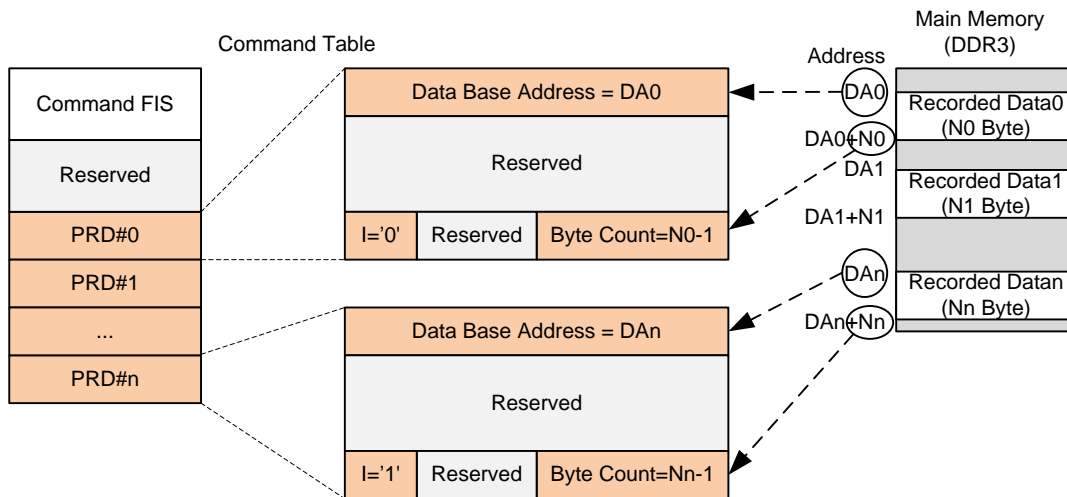 Command Table
Command FIS
Reserved
PRD#0
PRD#1
...
PRD#n
Data Base Address = DA0
Reserved
I='0'
Reserved
Byte Count=N0-1
Data Base Address = DAn
Reserved
I='1'
Reserved
Byte Count=Nn-1
Main Memory
(DDR3)
Address
DA0
DA0+N0
DA1
DA1+N1
DAn
DAn+Nn
Recorded Data0
(N0 Byte)
Recorded Data1
(N1 Byte)
Recorded Datan
(Nn Byte)